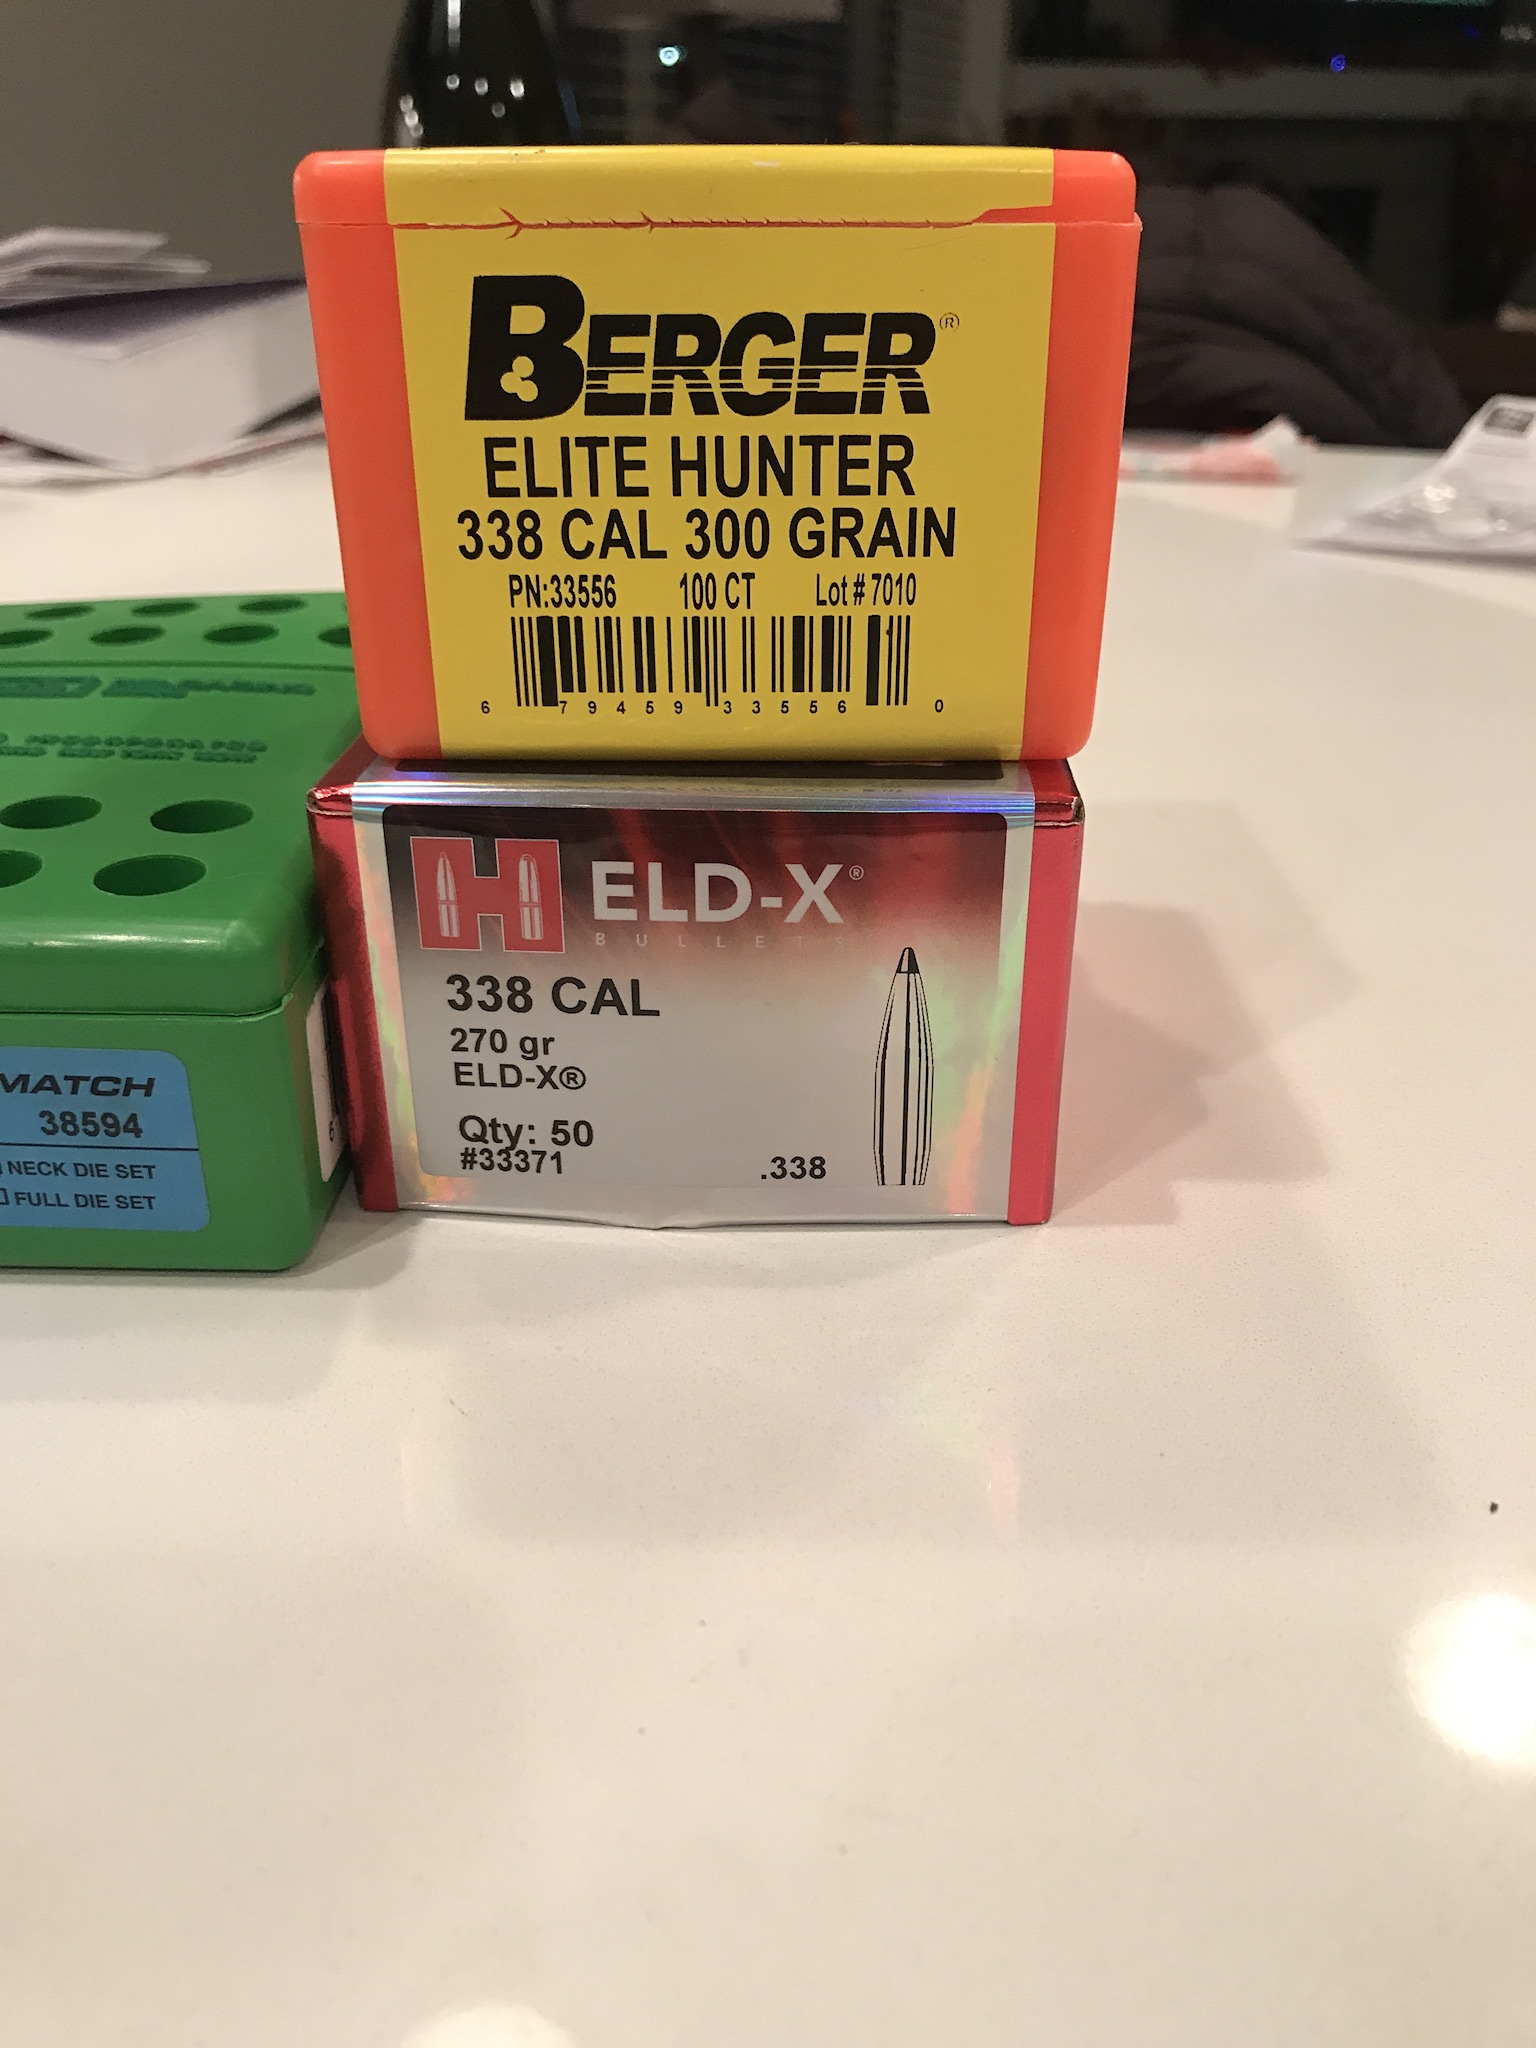 BERGER®
ELITE HUNTER
338 CAL 300 GRAIN
PN:33556 100 CT Lot # 7010
6 79459 33556 0
H ELD-X®
BULLETS
338 CAL
270 gr
ELD-X®
Qty: 50
#33371
.338
MATCH
38594
NECK DIE SET
FULL DIE SET